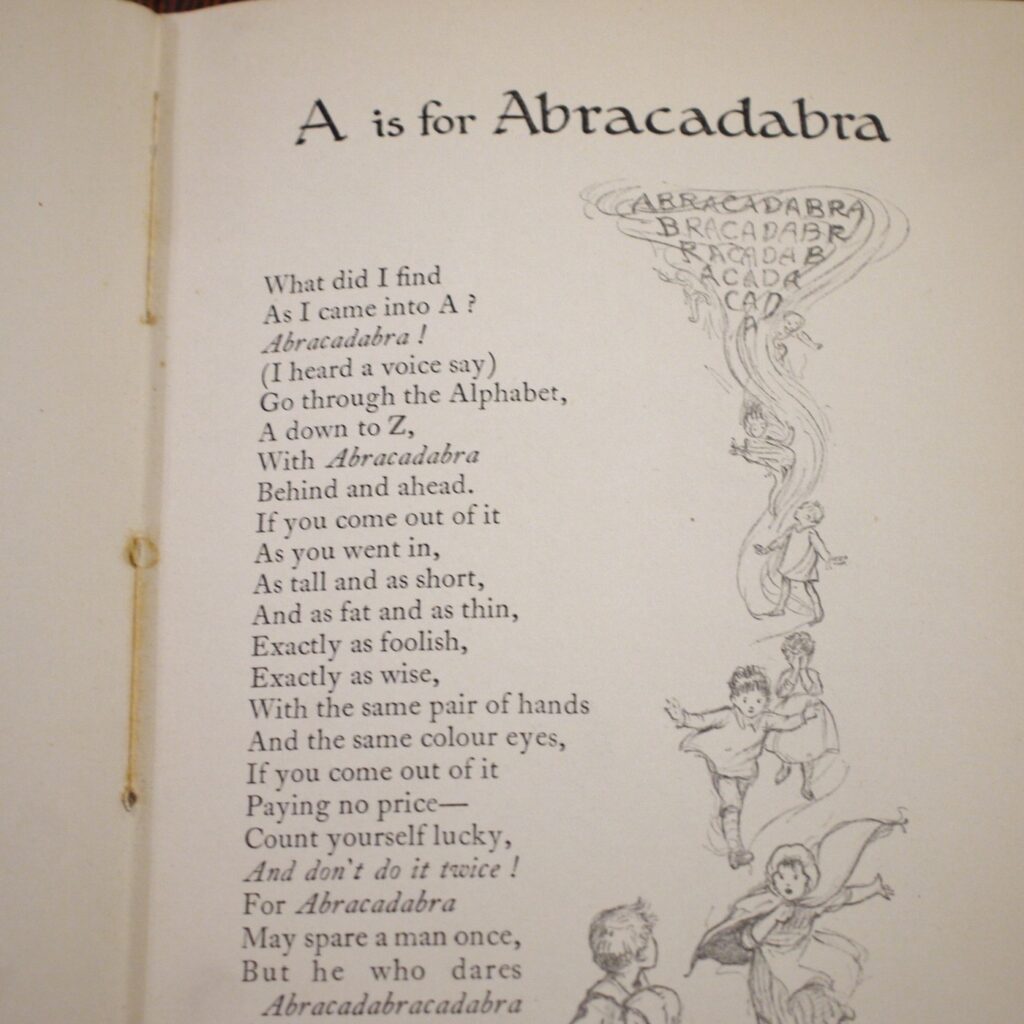 A is for Abracadabra
ABRACADABRA
BRACADABR
RACADAB
ACADA
CAD
A
What did I find
As I came into A ?
Abracadabra !
(I heard a voice say)
Go through the Alphabet,
A down to Z,
With Abracadabra
Behind and ahead.
If you come out of it
As you went in,
As tall and as short,
And as fat and as thin,
Exactly as foolish,
Exactly as wise,
With the same pair of hands
And the same colour eyes,
If you come out of it
Paying no price—
Count yourself lucky,
And don't do it twice !
For Abracadabra
May spare a man once,
But he who dares
Abracadabracadabra